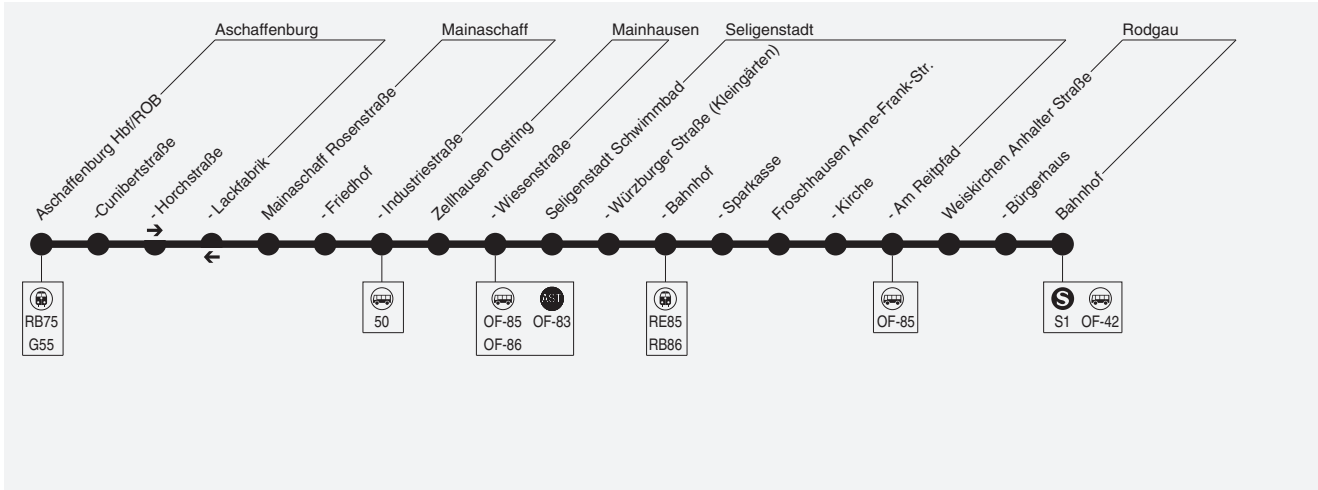 Aschaffenburg
Mainaschaff
Mainhausen
Seligenstadt
Rodgau
Aschaffenburg Hbf/ROB
-Cunibertstraße
- Horchstraße
- Lackfabrik
Mainaschaff Rosenstraße
- Friedhof
- Industriestraße
Zellhausen Ostring
- Wiesenstraße
Seligenstadt Schwimmbad
- Würzburger Straße (Kleingärten)
- Bahnhof
- Sparkasse
Froschhausen Anne-Frank-Str.
- Kirche
- Am Reitpfad
Weiskirchen Anhalter Straße
- Bürgerhaus
Bahnhof
RB75
G55
50
OF-85
OF-86
AST
OF-83
RE85
RB86
OF-85
S
S1
OF-42